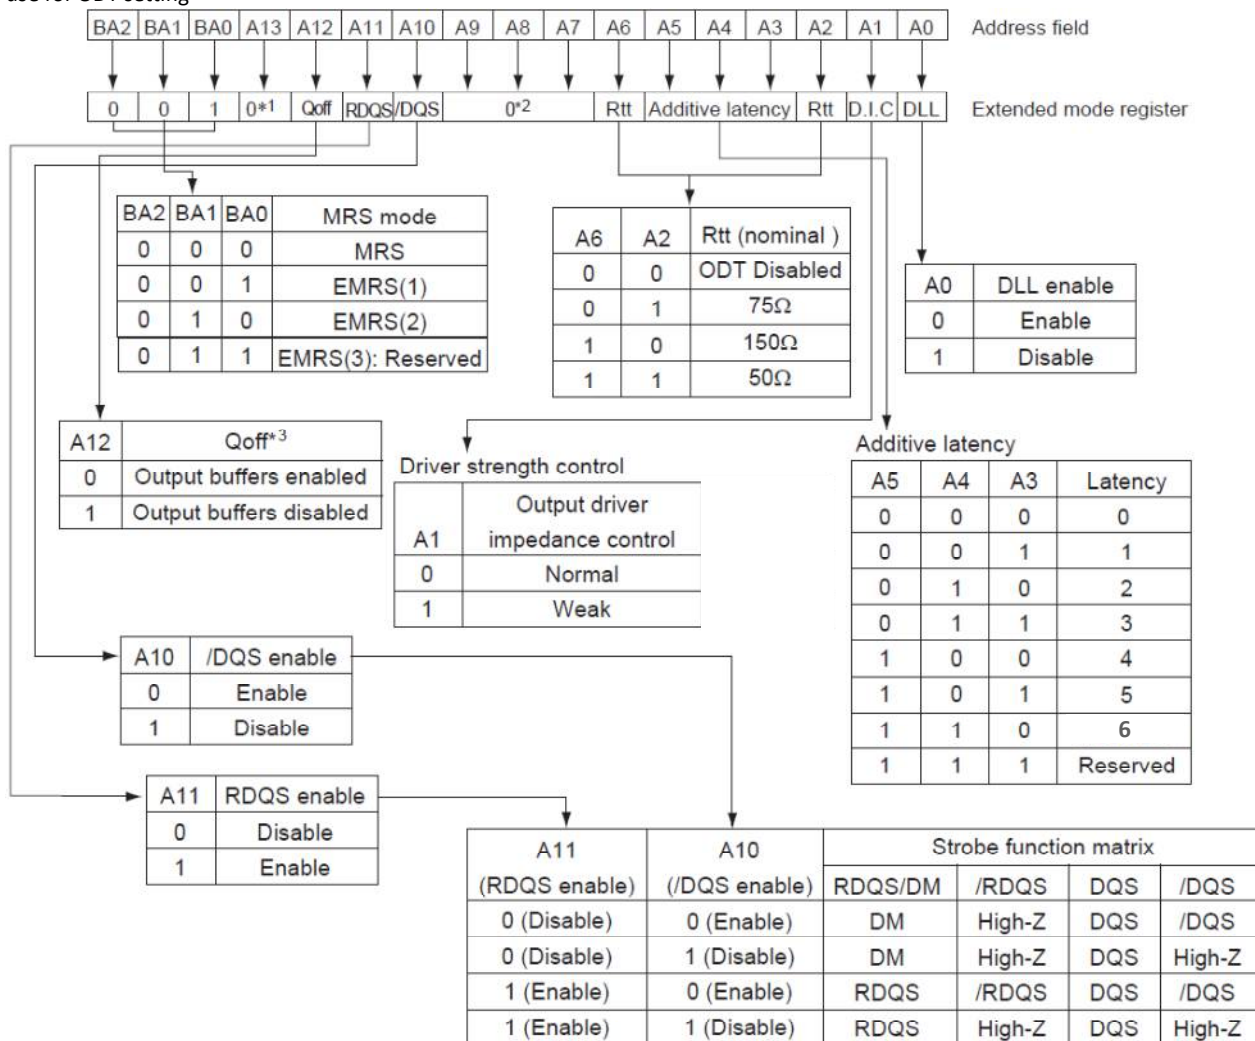 use for ODT setting
BA2 BA1 BA0 A13 A12 A11 A10 A9 A8 A7 A6 A5 A4 A3 A2 A1 A0 Address field
0 0 1 0*1 Qoff RDQS /DQS 0*2 Rtt Additive latency Rtt D.I.C DLL Extended mode register
BA2 BA1 BA0 MRS mode
0 0 0 MRS
0 0 1 EMRS(1)
0 1 0 EMRS(2)
0 1 1 EMRS(3): Reserved
A6 A2 Rtt (nominal )
0 0 ODT Disabled
0 1 75Ω
1 0 150Ω
1 1 50Ω
A0 DLL enable
0 Enable
1 Disable
A12 Qoff*3
0 Output buffers enabled
1 Output buffers disabled
Driver strength control
A1 Output driver
impedance control
0 Normal
1 Weak
Additive latency
A5 A4 A3 Latency
0 0 0 0
0 0 1 1
0 1 0 2
0 1 1 3
1 0 0 4
1 0 1 5
1 1 0 6
1 1 1 Reserved
A10 /DQS enable
0 Enable
1 Disable
A11 RDQS enable
0 Disable
1 Enable
A11 A10 Strobe function matrix
(RDQS enable) (/DQS enable) RDQS/DM /RDQS DQS /DQS
0 (Disable) 0 (Enable) DM High-Z DQS /DQS
0 (Disable) 1 (Disable) DM High-Z DQS High-Z
1 (Enable) 0 (Enable) RDQS /RDQS DQS /DQS
1 (Enable) 1 (Disable) RDQS High-Z DQS High-Z